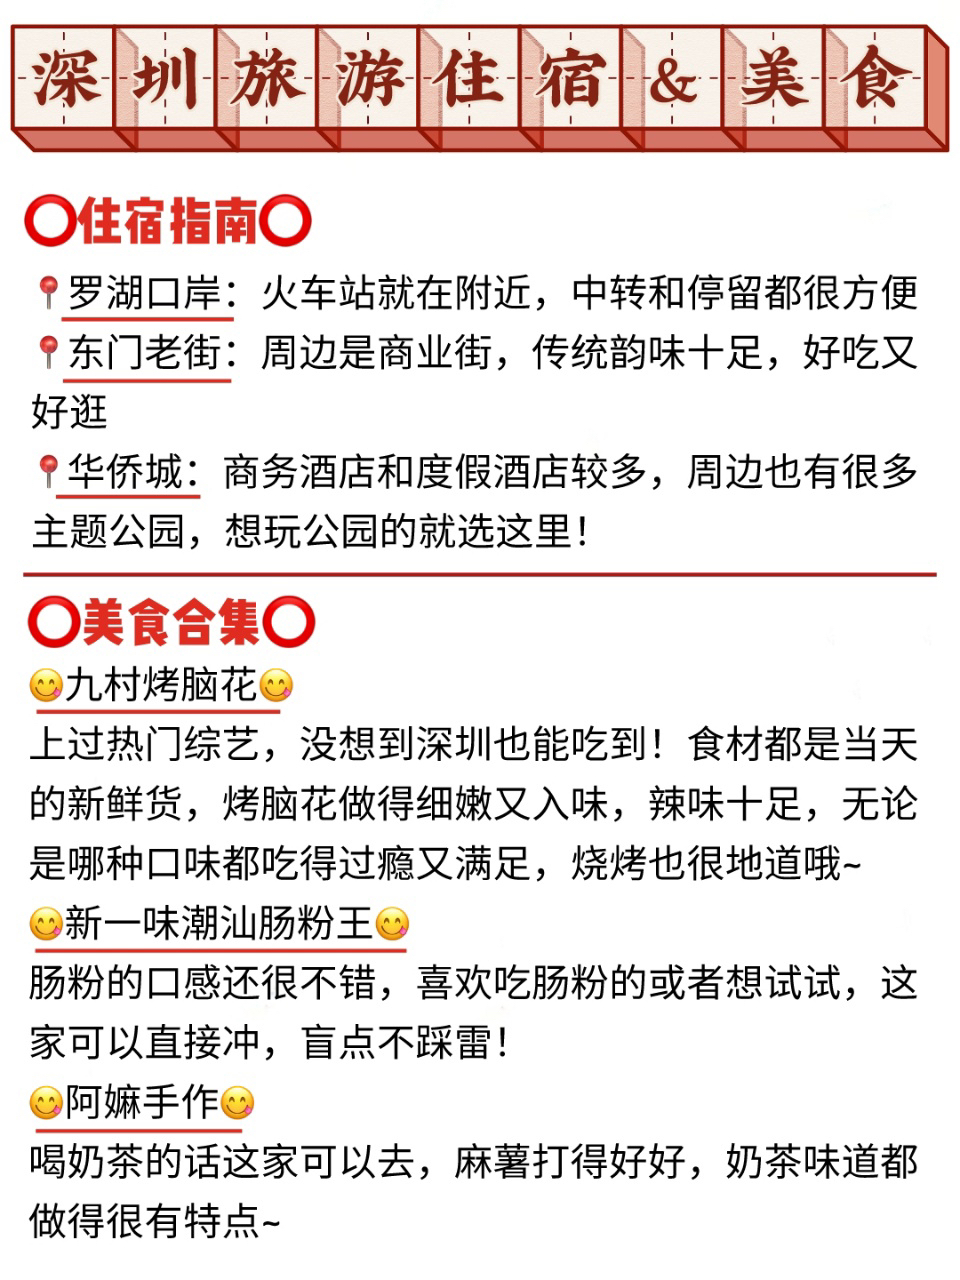 深圳旅游住宿&美食
⭕住宿指南⭕
📍罗湖口岸：火车站就在附近，中转和停留都很方便
📍东门老街：周边是商业街，传统韵味十足，好吃又
好逛
📍华侨城：商务酒店和度假酒店较多，周边也有很多
主题公园，想玩公园的就选这里！
⭕美食合集⭕
😋九村烤脑花😋
上过热门综艺，没想到深圳也能吃到！食材都是当天
的新鲜货，烤脑花做得细嫩又入味，辣味十足，无论
是哪种口味都吃得过瘾又满足，烧烤也很地道哦~
😋新一味潮汕肠粉王😋
肠粉的口感还很不错，喜欢吃肠粉的或者想试试，这
家可以直接冲，盲点不踩雷！
😋阿嫲手作😋
喝奶茶的话这家可以去，麻薯打得好好，奶茶味道都
做得很有特点~